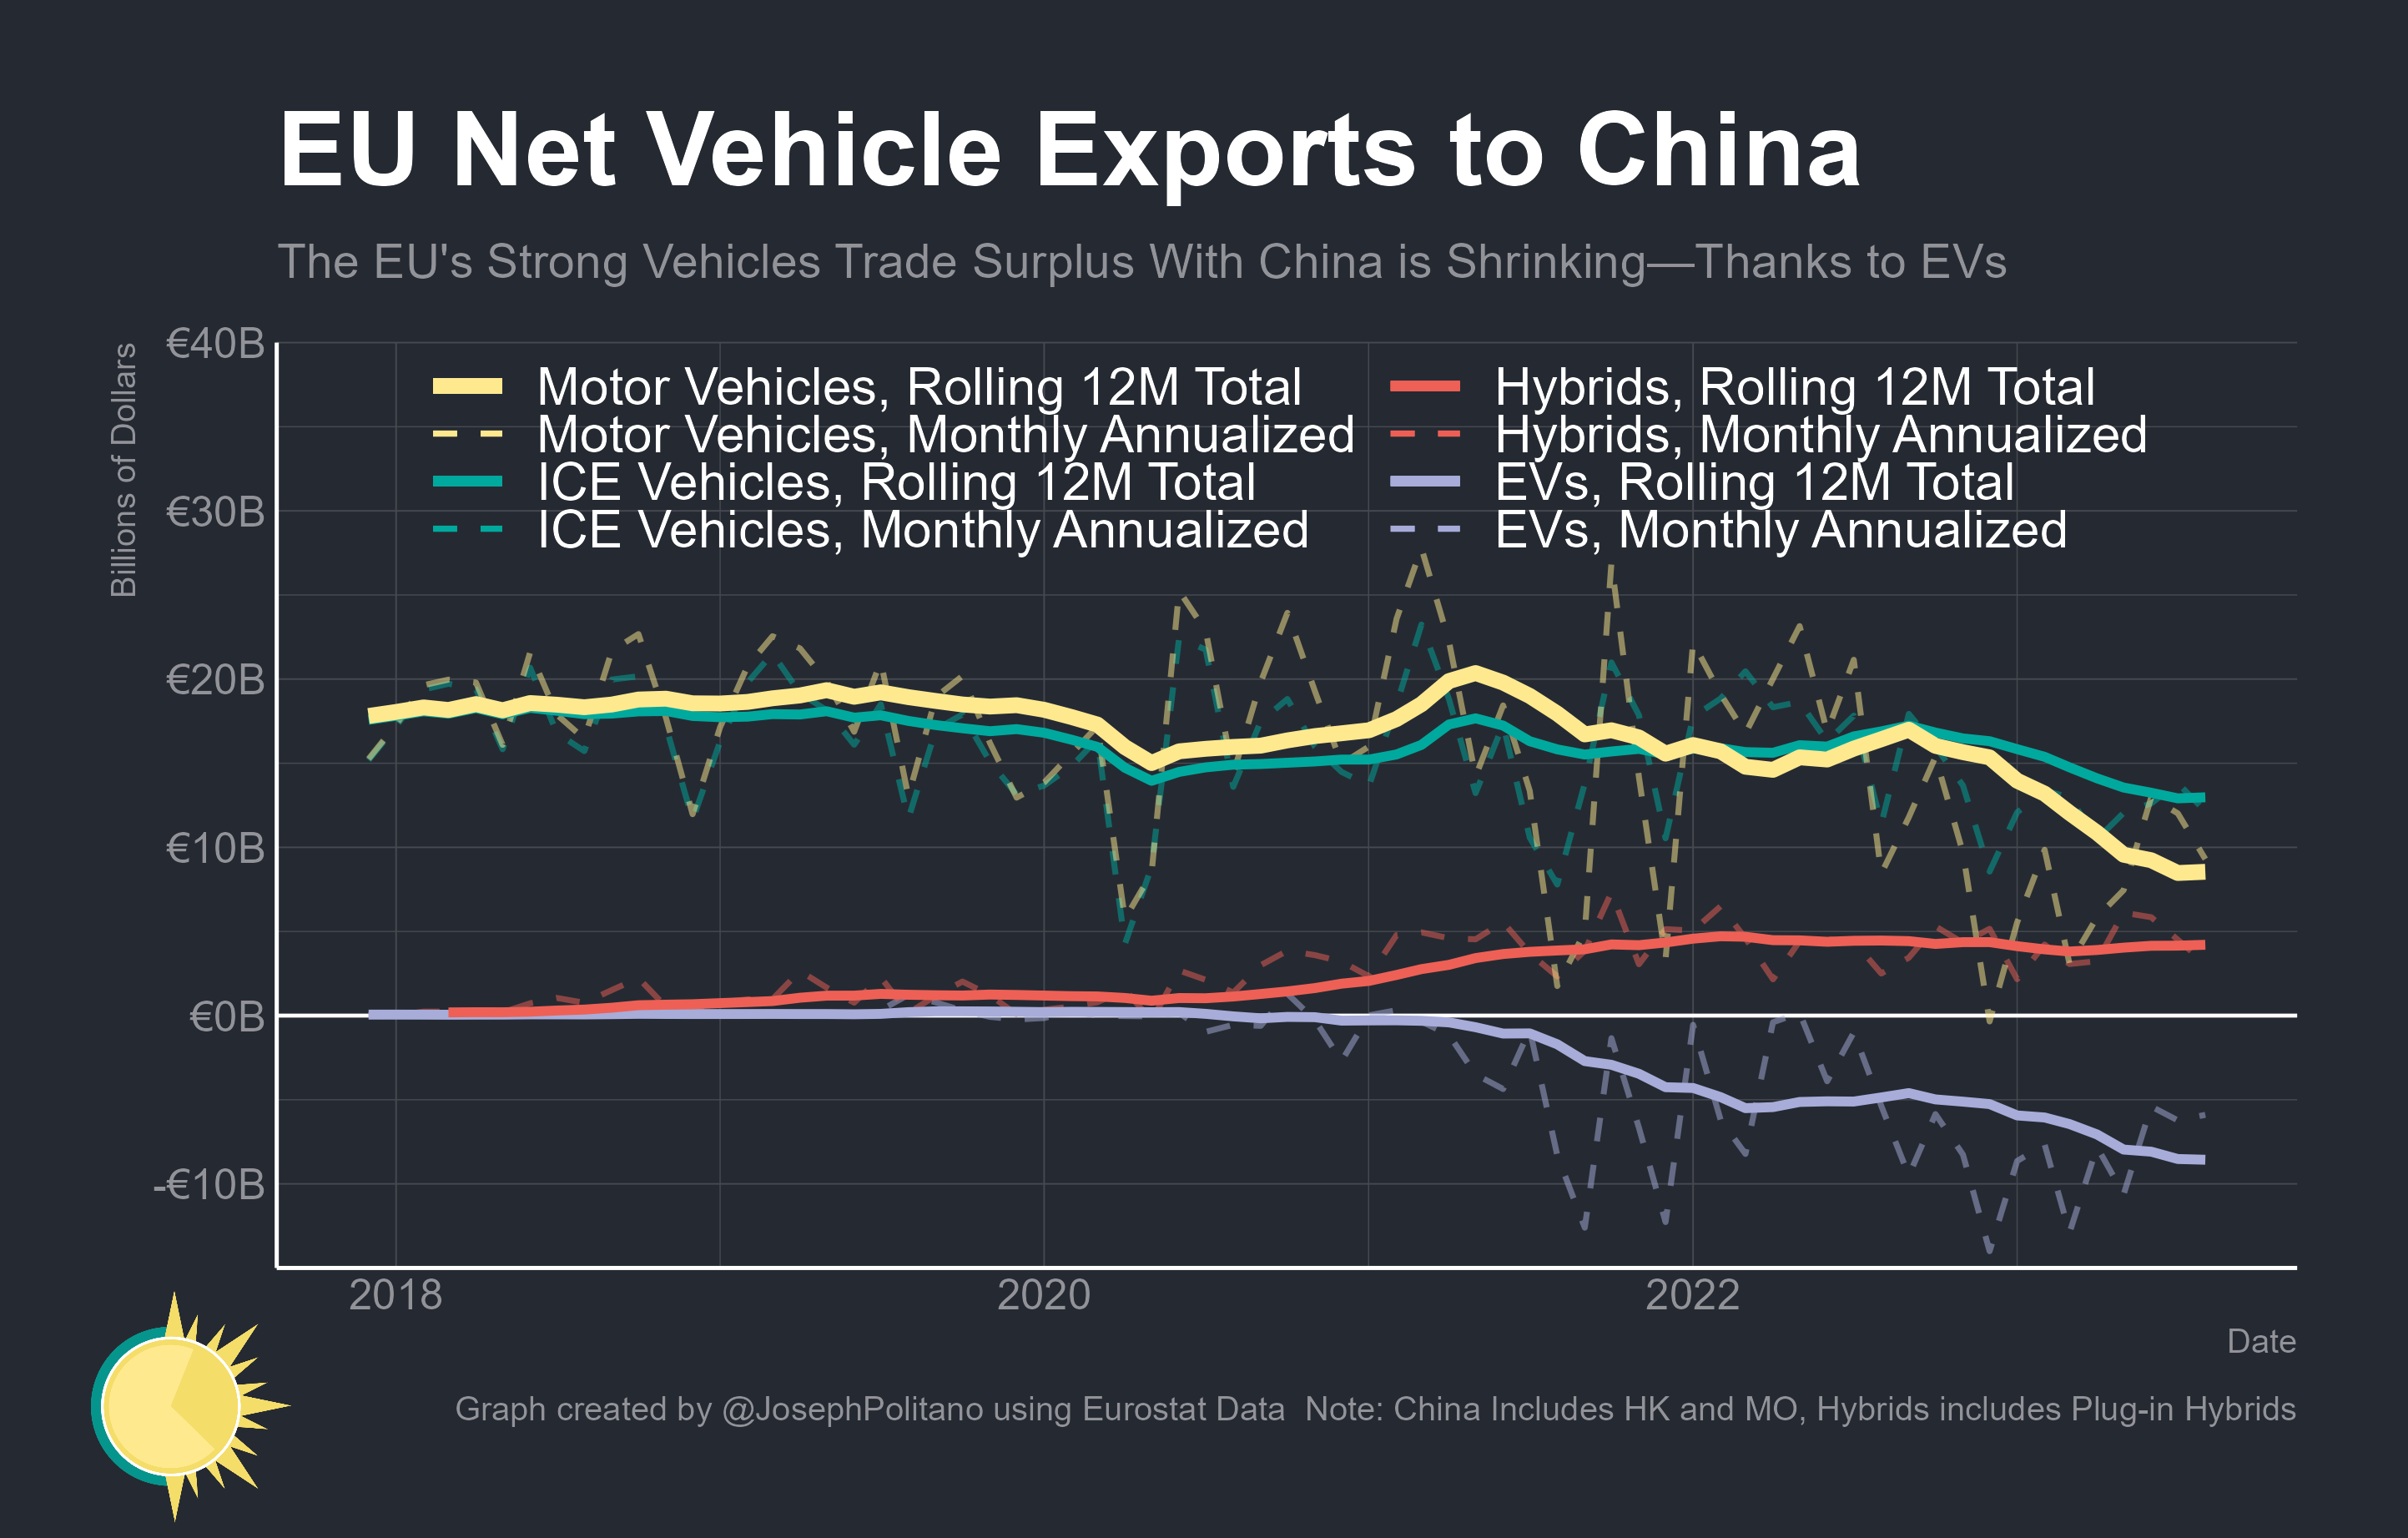 EU Net Vehicle Exports to China
The EU's Strong Vehicles Trade Surplus With China is Shrinking—Thanks to EVs
Billions of Dollars
€40B
€30B
€20B
€10B
€0B
-€10B
Motor Vehicles, Rolling 12M Total
Motor Vehicles, Monthly Annualized
ICE Vehicles, Rolling 12M Total
ICE Vehicles, Monthly Annualized
Hybrids, Rolling 12M Total
Hybrids, Monthly Annualized
EVs, Rolling 12M Total
EVs, Monthly Annualized
2018
2020
2022
Date
Graph created by @JosephPolitano using Eurostat Data  Note: China Includes HK and MO, Hybrids includes Plug-in Hybrids